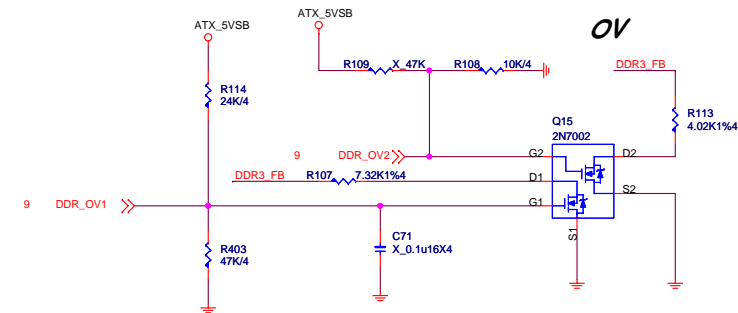 ATX_5VSB
ATX_5VSB
OV
R109
X_47K
R108
10K/4
DDR3_FB
R114
24K/4
R113
4.02K1%4
Q15
2N7002
9
DDR_OV2
G2
D2
DDR3_FB
R107
7.32K1%4
D1
S2
9
DDR_OV1
G1
S1
R403
47K/4
C71
X_0.1u16X4